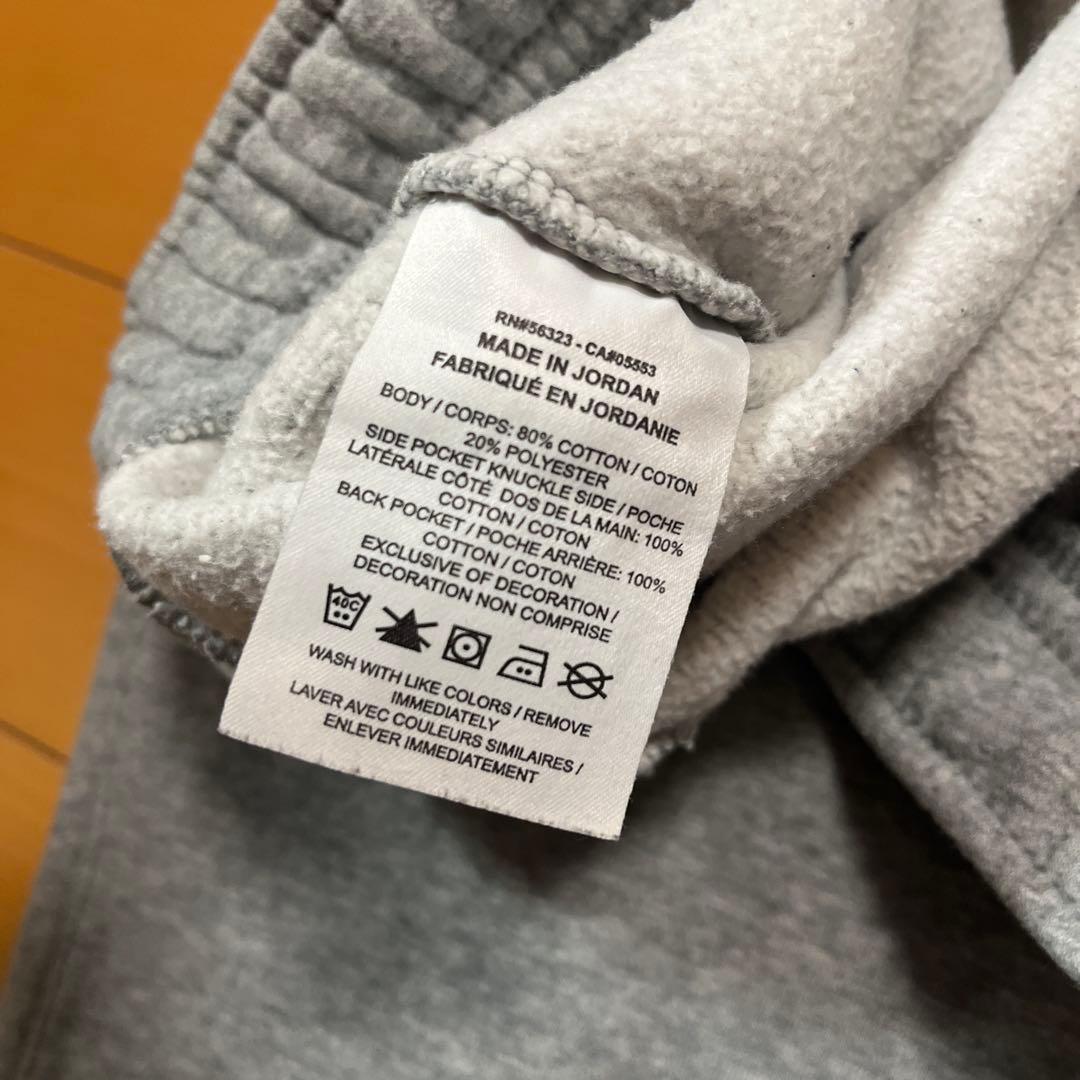 RN#56323 - CA#05553
MADE IN JORDAN
FABRIQUÉ EN JORDANIE
BODY / CORPS: 80% COTTON / COTON
20% POLYESTER
SIDE POCKET KNUCKLE SIDE / POCHE
LATÉRALE CÔTÉ DOS DE LA MAIN: 100%
COTTON / COTON
BACK POCKET / POCHE ARRIÈRE: 100%
COTTON / COTON
EXCLUSIVE OF DECORATION /
DECORATION NON COMPRISE
40C
WASH WITH LIKE COLORS / REMOVE
IMMEDIATELY
LAVER AVEC COULEURS SIMILAIRES /
ENLEVER IMMEDIATEMENT